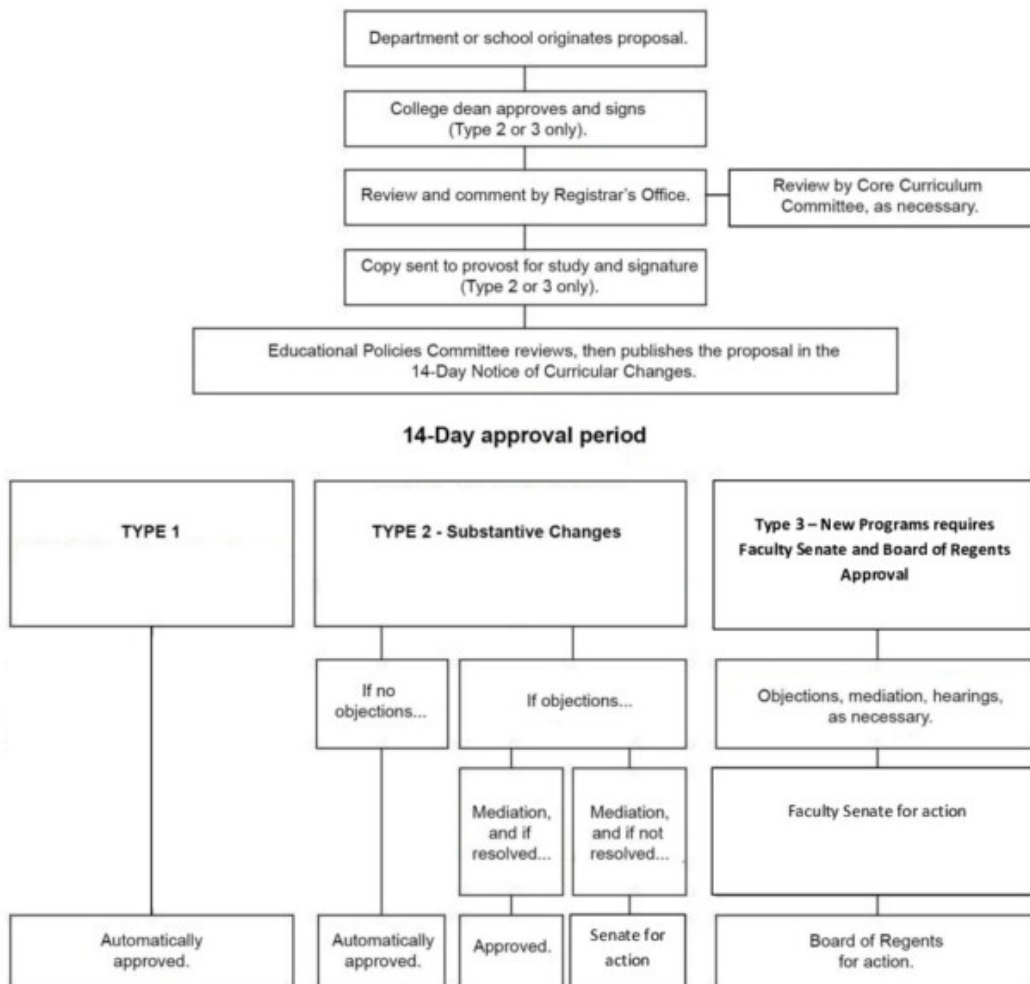 Department or school originates proposal.
College dean approves and signs
(Type 2 or 3 only).
Review and comment by Registrar's Office.
Review by Core Curriculum
Committee, as necessary.
Copy sent to provost for study and signature
(Type 2 or 3 only).
Educational Policies Committee reviews, then publishes the proposal in the
14-Day Notice of Curricular Changes.
14-Day approval period
TYPE 1
TYPE 2 - Substantive Changes
Type 3 – New Programs requires
Faculty Senate and Board of Regents
Approval
If no
objections...
If objections...
Objections, mediation, hearings,
as necessary.
Mediation,
and if
resolved...
Mediation,
and if not
resolved...
Faculty Senate for action
Automatically
approved.
Automatically
approved.
Approved.
Senate for
action
Board of Regents
for action.